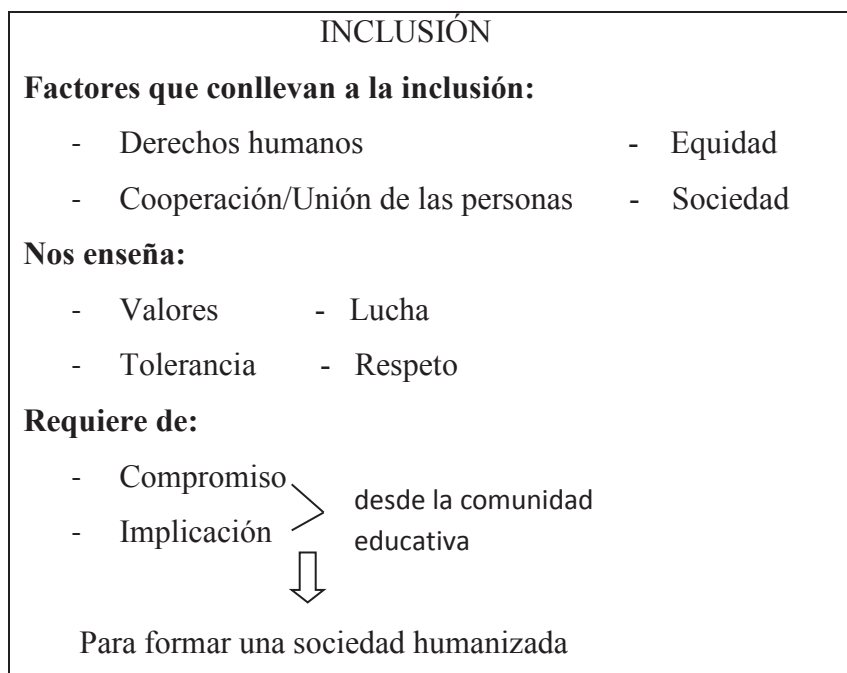 INCLUSIÓN
Factores que conllevan a la inclusión:
- Derechos humanos - Equidad
- Cooperación/Unión de las personas - Sociedad
Nos enseña:
- Valores - Lucha
- Tolerancia - Respeto
Requiere de:
- Compromiso
- Implicación
desde la comunidad
educativa
Para formar una sociedad humanizada